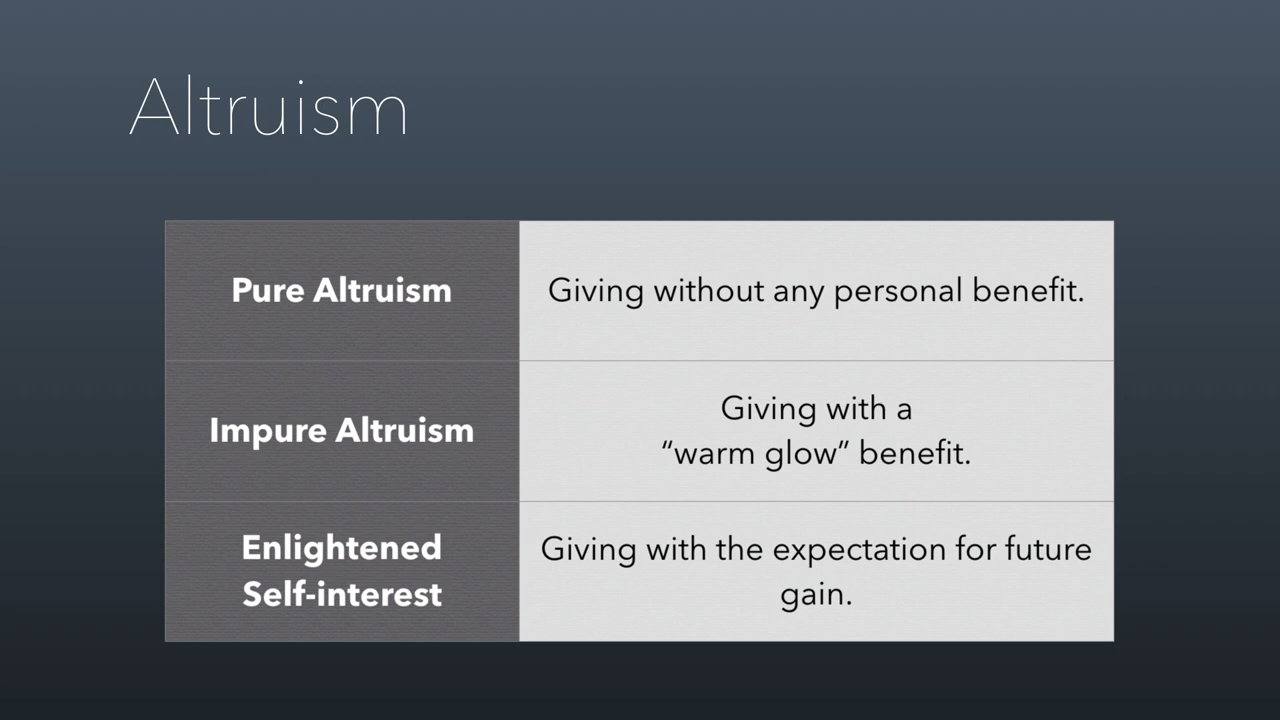 Altruism
Pure Altruism
Giving without any personal benefit.
Impure Altruism
Giving with a
“warm glow” benefit.
Enlightened
Self-interest
Giving with the expectation for future
gain.